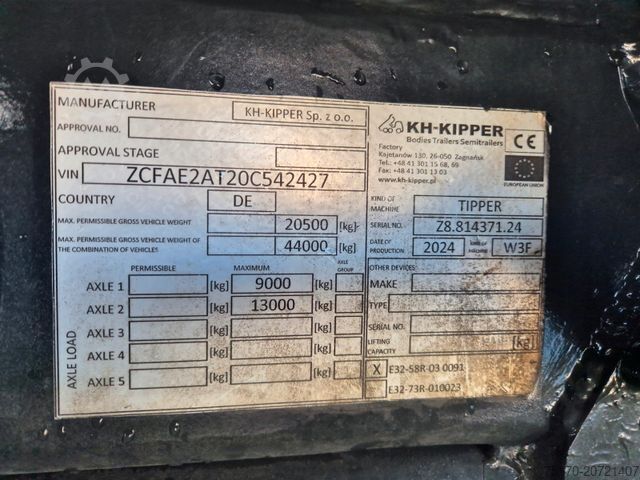 MANUFACTURER KH-KIPPER Sp. z o.o.
APPROVAL NO.
APPROVAL STAGE
VIN ZCFAE2AT20C542427
COUNTRY DE
MAX. PERMISSIBLE GROSS VEHICLE WEIGHT 20500 [kg]
MAX. PERMISSIBLE GROSS VEHICLE WEIGHT OF
THE COMBINATION OF VEHICLES 44000 [kg]
PERMISSIBLE MAXIMUM AXLE
GROUP
AXLE LOAD
AXLE 1 [kg] 9000 [kg]
AXLE 2 [kg] 13000 [kg]
AXLE 3 [kg] [kg]
AXLE 4 [kg] [kg]
AXLE 5 [kg] [kg]
KH-KIPPER
Bodies Trailers Semitrailers
CE
Factory
Kajetanów 130, 26-050 Zagnańsk
Tel.: +48 41 301 15 68, 69
Fax: +48 41 301 13 03
www.kh-kipper.pl
EUROPEAN UNION
KIND OF
MACHINE TIPPER
SERIAL NO. Z8.814371.24
DATE OF
PRODUCTION 2024 KIND OF
MACHINE W3F
OTHER DEVICES:
MAKE
TYPE
SERIAL NO.
LIFTING
CAPACITY [kg]
X E32-58R-03 0091
E32-73R-010023
70-20721407